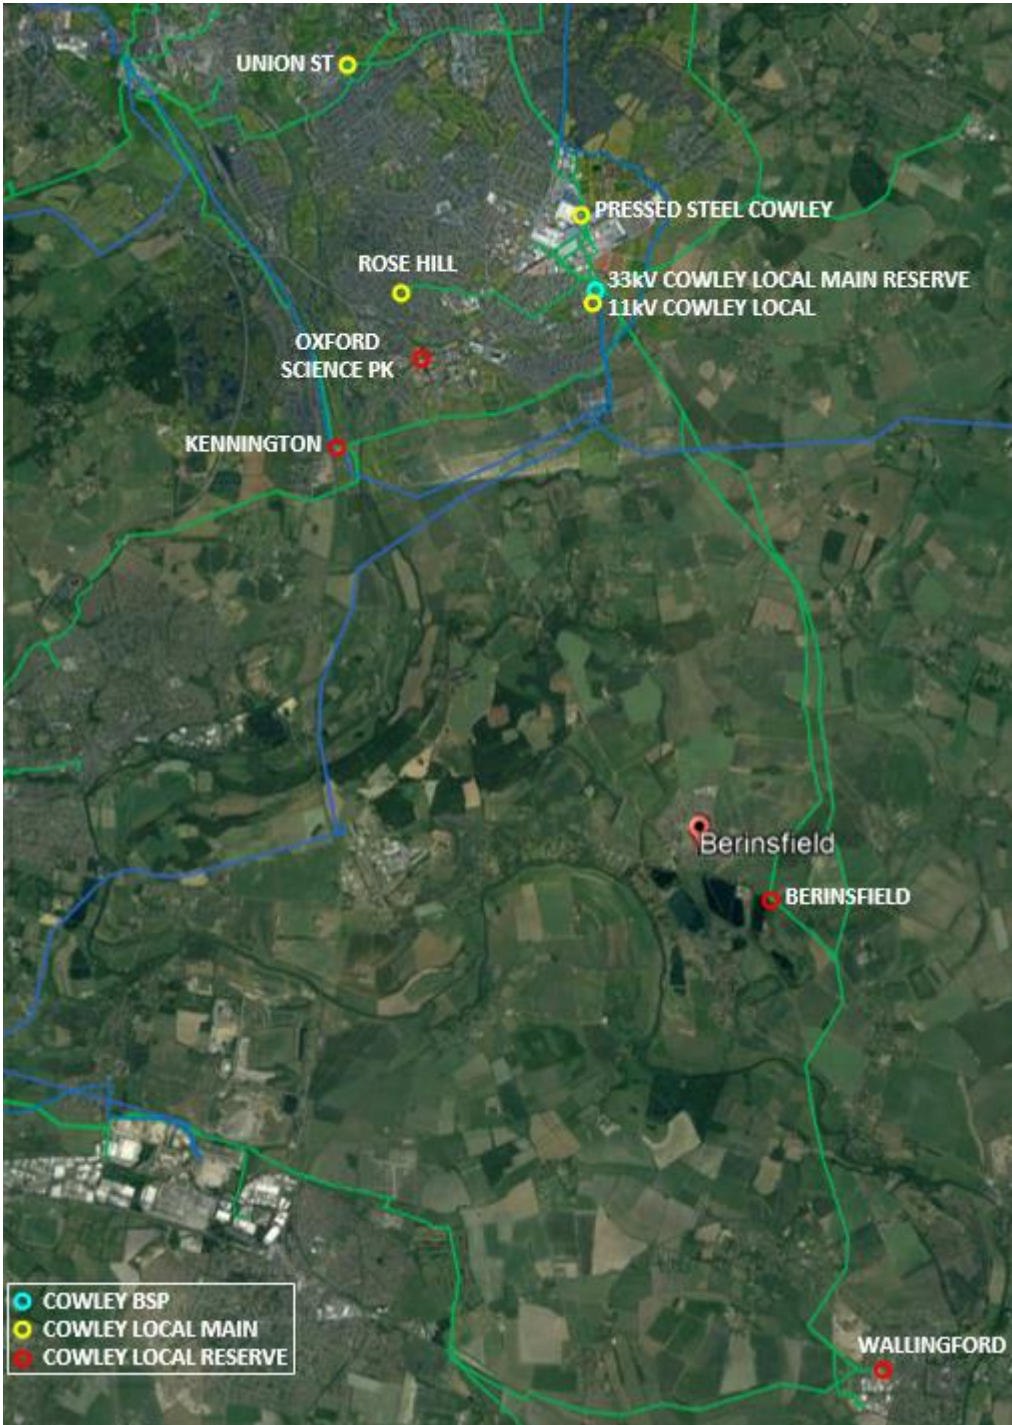 UNION ST
PRESSED STEEL COWLEY
ROSE HILL
33kV COWLEY LOCAL MAIN RESERVE
11kV COWLEY LOCAL
OXFORD
SCIENCE PK
KENNINGTON
Berinsfield
BERINSFIELD
COWLEY BSP
COWLEY LOCAL MAIN
COWLEY LOCAL RESERVE
WALLINGFORD